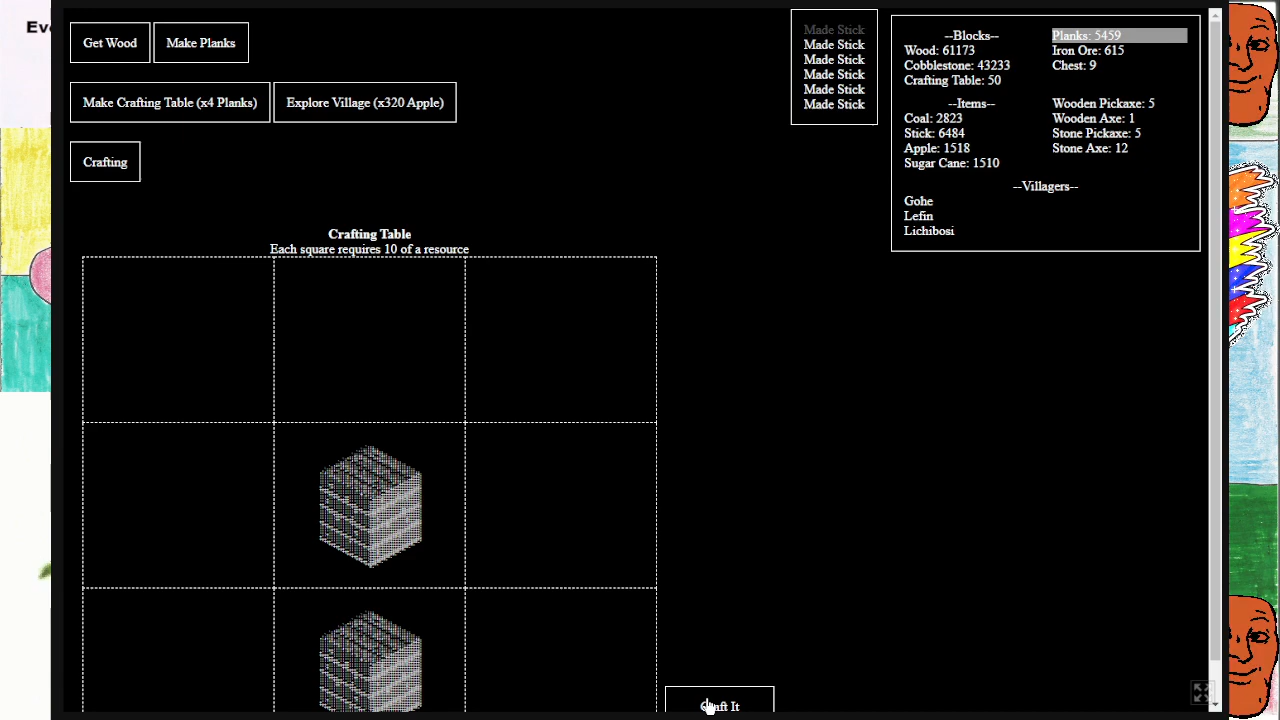 Get Wood
Make Planks
Make Crafting Table (x4 Planks)
Explore Village (x320 Apple)
Crafting
Crafting Table
Each square requires 10 of a resource
Made Stick
Made Stick
Made Stick
Made Stick
Made Stick
Made Stick
--Blocks--
Wood: 61173
Cobblestone: 43233
Crafting Table: 50
Planks: 5459
Iron Ore: 615
Chest: 9
--Items--
Coal: 2823
Stick: 6484
Apple: 1518
Sugar Cane: 1510
Wooden Pickaxe: 5
Wooden Axe: 1
Stone Pickaxe: 5
Stone Axe: 12
--Villagers--
Gohe
Lefin
Lichibosi
Craft It